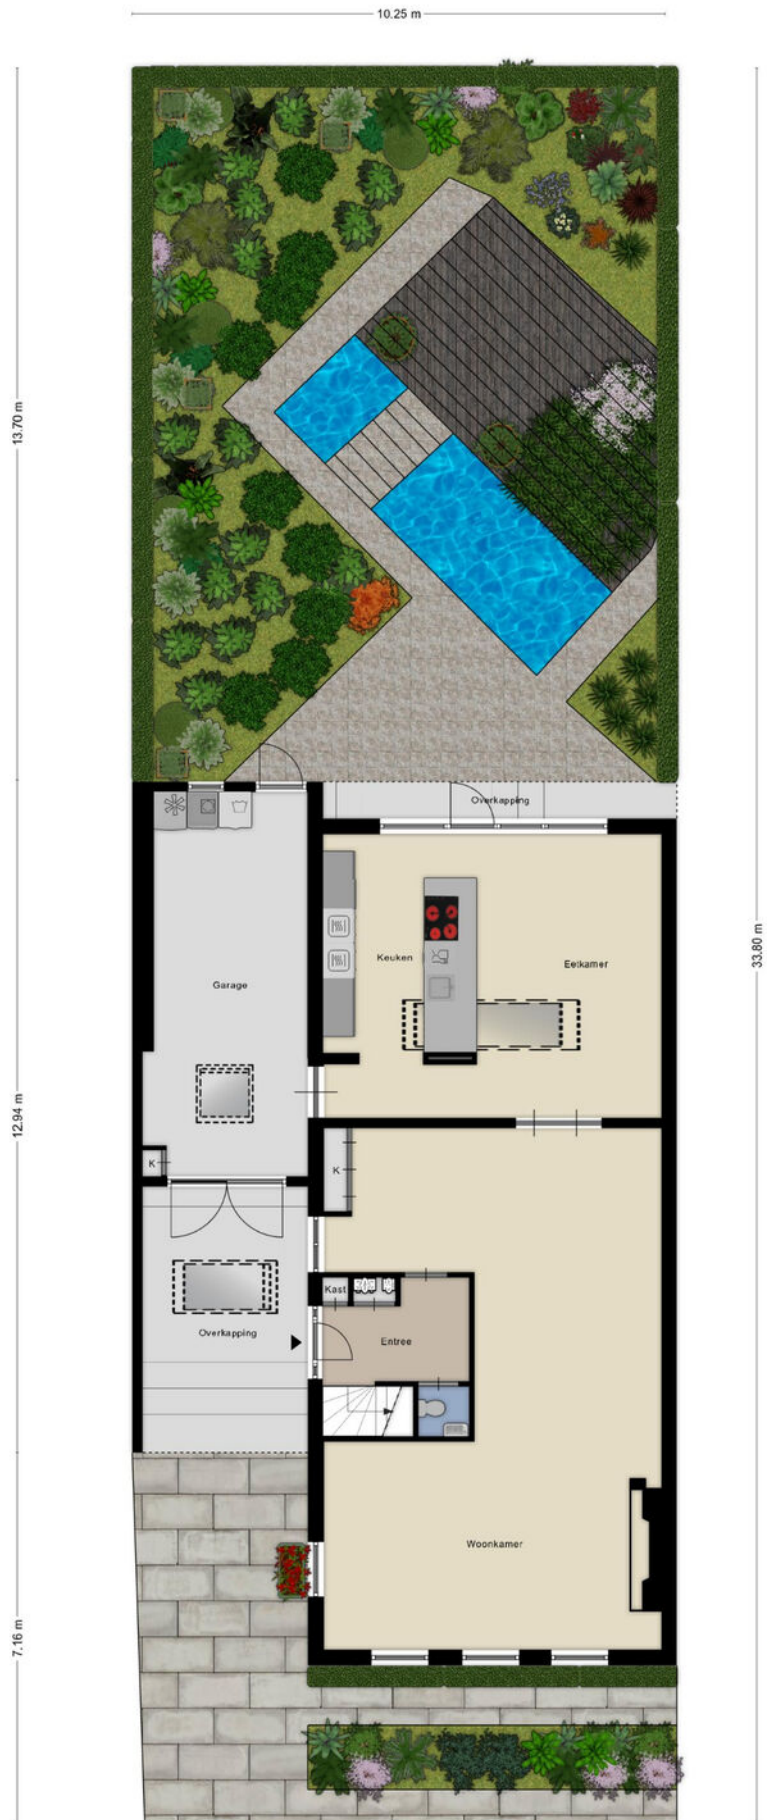 10.25 m
13.70 m
Overkapping
33.80 m
Keuken
Eetkamer
Garage
12.94 m
K
K
Kast
Overkapping
Entree
Woonkamer
7.16 m